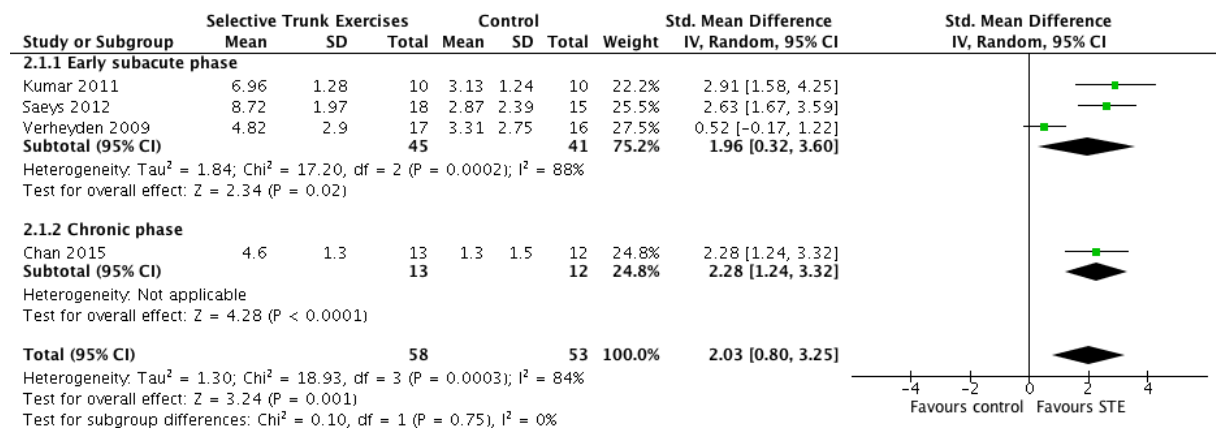 Selective Trunk Exercises Control Std. Mean Difference Std. Mean Difference
Study or Subgroup Mean SD Total Mean SD Total Weight IV, Random, 95% CI IV, Random, 95% CI
2.1.1 Early subacute phase
Kumar 2011 6.96 1.28 10 3.13 1.24 10 22.2% 2.91 [1.58, 4.25]
Saeys 2012 8.72 1.97 18 2.87 2.39 15 25.5% 2.63 [1.67, 3.59]
Verheyden 2009 4.82 2.9 17 3.31 2.75 16 27.5% 0.52 [-0.17, 1.22]
Subtotal (95% CI) 45 41 75.2% 1.96 [0.32, 3.60]
Heterogeneity: Tau² = 1.84; Chi² = 17.20, df = 2 (P = 0.0002); I² = 88%
Test for overall effect: Z = 2.34 (P = 0.02)
2.1.2 Chronic phase
Chan 2015 4.6 1.3 13 1.3 1.5 12 24.8% 2.28 [1.24, 3.32]
Subtotal (95% CI) 13 12 24.8% 2.28 [1.24, 3.32]
Heterogeneity: Not applicable
Test for overall effect: Z = 4.28 (P < 0.0001)
Total (95% CI) 58 53 100.0% 2.03 [0.80, 3.25]
Heterogeneity: Tau² = 1.30; Chi² = 18.93, df = 3 (P = 0.0003); I² = 84%
Test for overall effect: Z = 3.24 (P = 0.001)
Test for subgroup differences: Chi² = 0.10, df = 1 (P = 0.75), I² = 0%
-4 -2 0 2 4
Favours control Favours STE